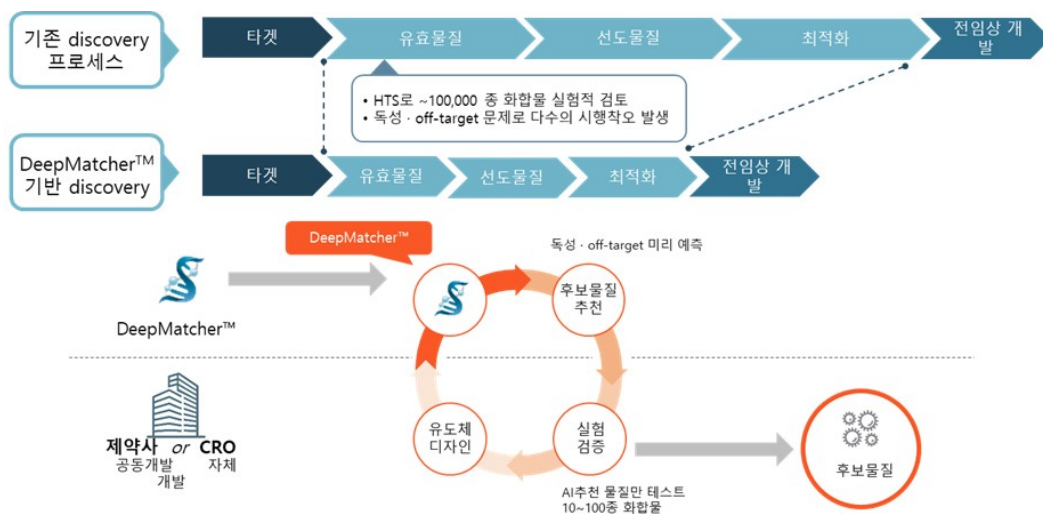 기존 discovery
프로세스
타겟
유효물질
선도물질
최적화
전임상 개
발
• HTS로 ~100,000 종 화합물 실험적 검토
• 독성 · off-target 문제로 다수의 시행착오 발생
DeepMatcher™
기반 discovery
타겟
유효물질
선도물질
최적화
전임상 개
발
DeepMatcher™
독성 · off-target 미리 예측
후보물질
추천
DeepMatcher™
제약사 or CRO
공동개발 자체
개발
유도체
디자인
실험
검증
후보물질
AI추천 물질만 테스트
10~100종 화합물